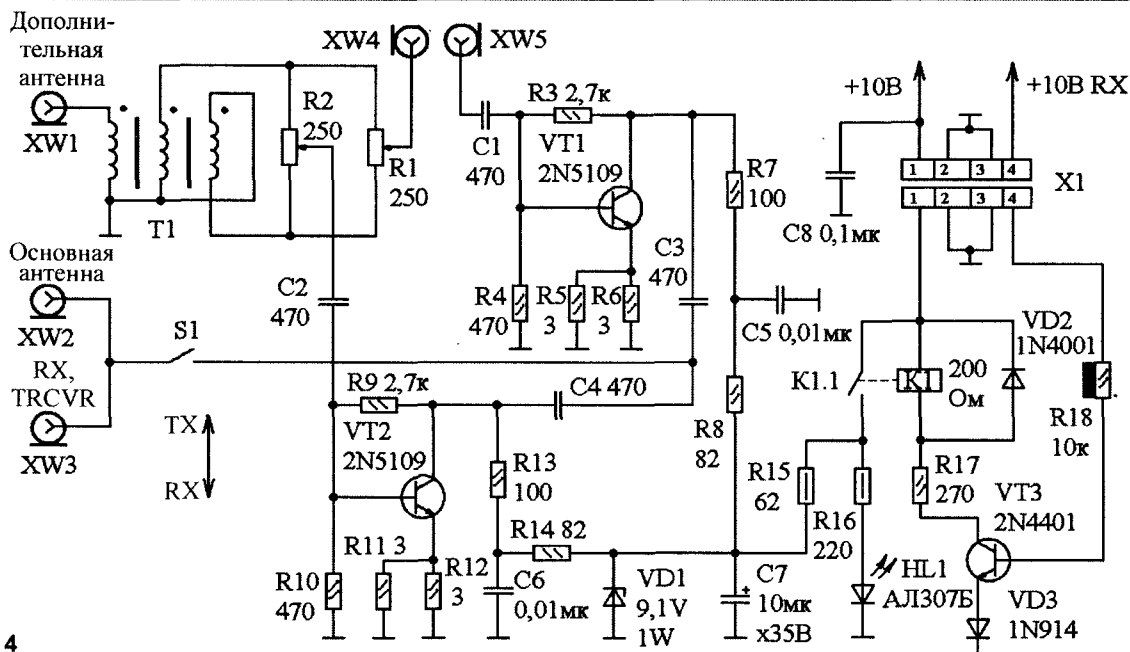 Дополни-
тельная
антенна
XW1
T1
R2
250
R1
250
XW4
XW5
C1
470
R3 2,7к
VT1
2N5109
R4
470
R5
3
R6
3
C3
470
R7
100
C5 0,01мк
R8
82
+10В
+10В RX
C8 0,1мк
1 2 3 4
1 2 3 4
X1
Основная
антенна
XW2
RX,
TRCVR
XW3
S1
TX
RX
C2
470
R9 2,7к
VT2
2N5109
C4 470
R13
100
R14 82
R10
470
R11 3
R12
3
C6
0,01мк
VD1
9,1V
1W
C7
+
10мк
x35В
K1.1
K1
200
Ом
VD2
1N4001
R18
10к
R15
62
R16
220
R17
270
VT3
2N4401
HL1
АЛ307Б
VD3
1N914
4